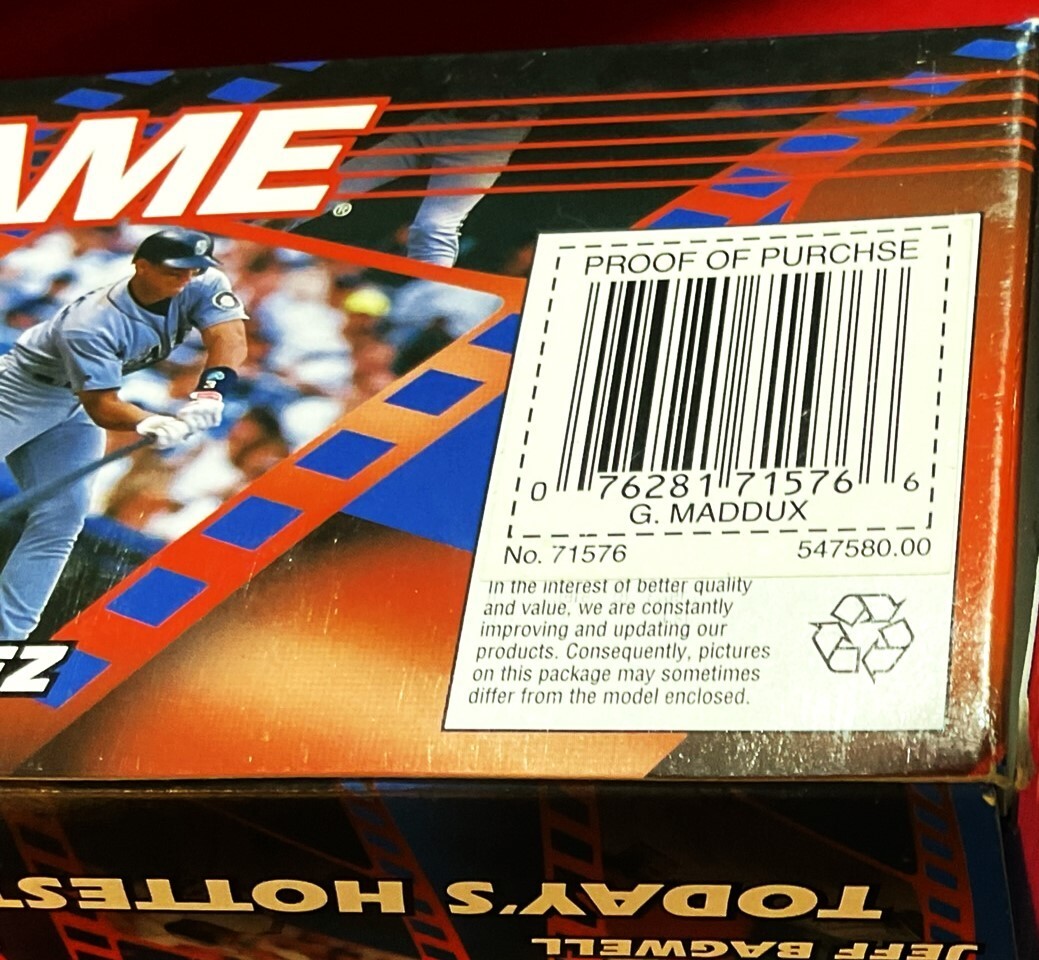 AME®
PROOF OF PURCHSE
0 76281 71576 6
G. MADDUX
No. 71576 547580.00
In the interest of better quality
and value, we are constantly
improving and updating our
products. Consequently, pictures
on this package may sometimes
differ from the model enclosed.
EZ
TODAY'S HOTTEST
JEFF BAGWELL